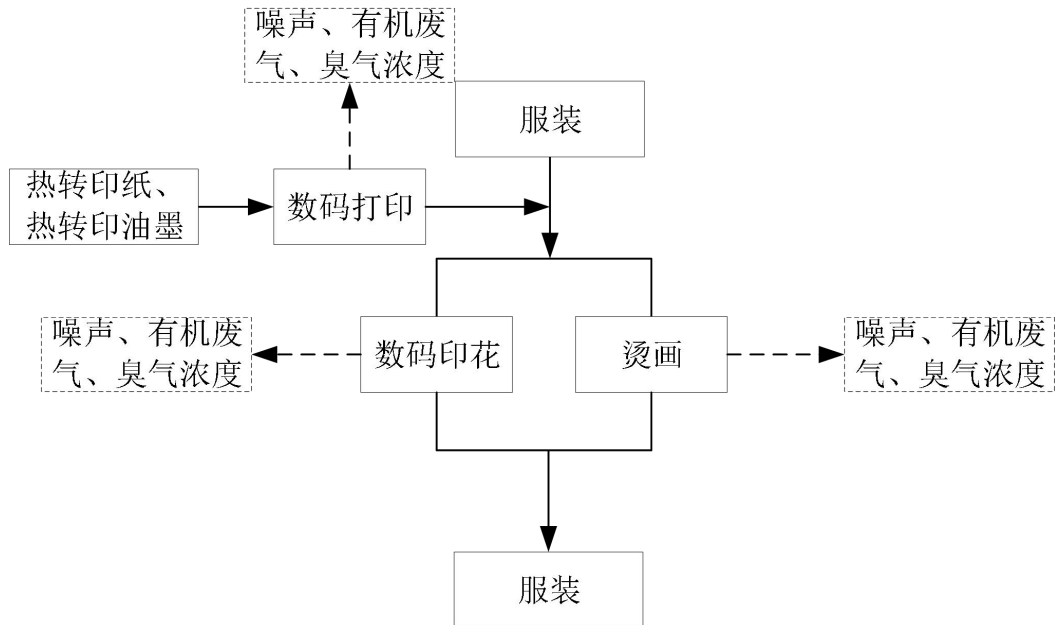 噪声、有机废
气、臭气浓度
服装
热转印纸、
热转印油墨
数码打印
噪声、有机废
气、臭气浓度
数码印花
烫画
噪声、有机废
气、臭气浓度
服装